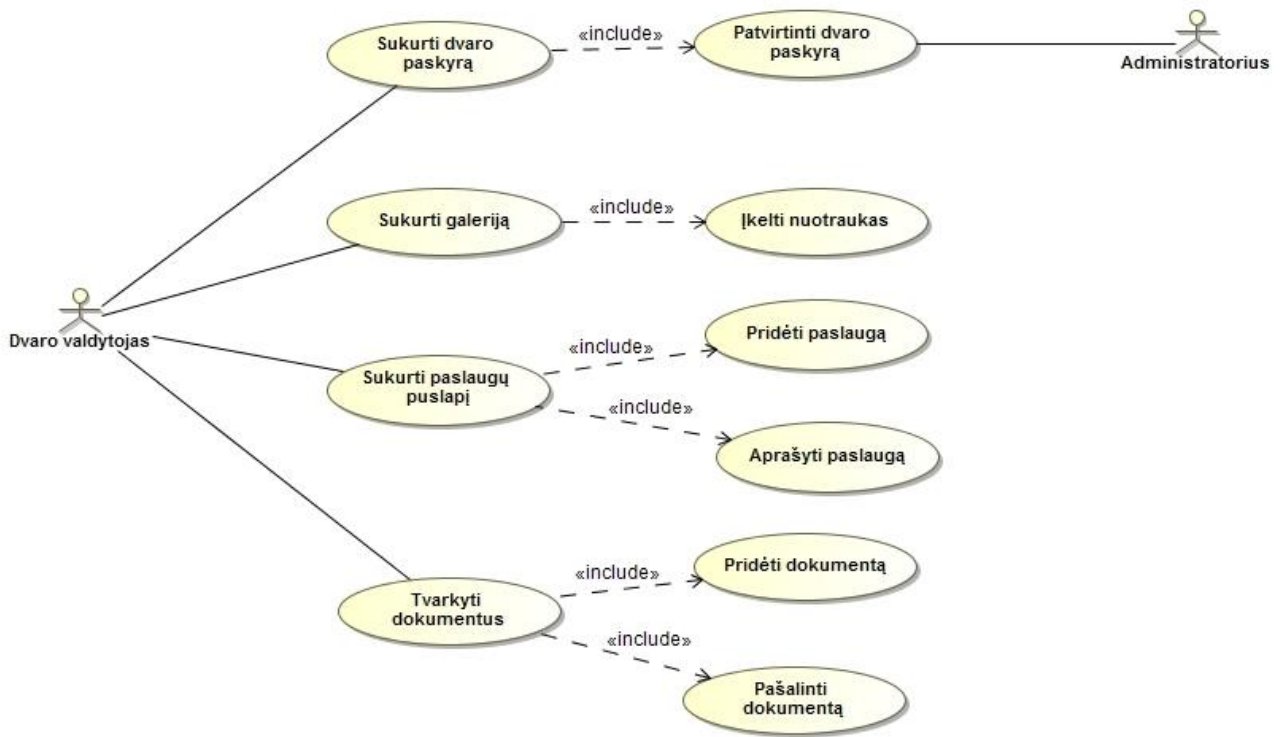 Sukurti dvaro
paskyrą
«include»
Patvirtinti dvaro
paskyrą
Administratorius
Sukurti galeriją
«include»
Įkelti nuotraukas
Dvaro valdytojas
Sukurti paslaugų
puslapį
«include»
Pridėti paslaugą
«include»
Aprašyti paslaugą
Tvarkyti
dokumentus
«include»
Pridėti dokumentą
«include»
Pašalinti
dokumentą